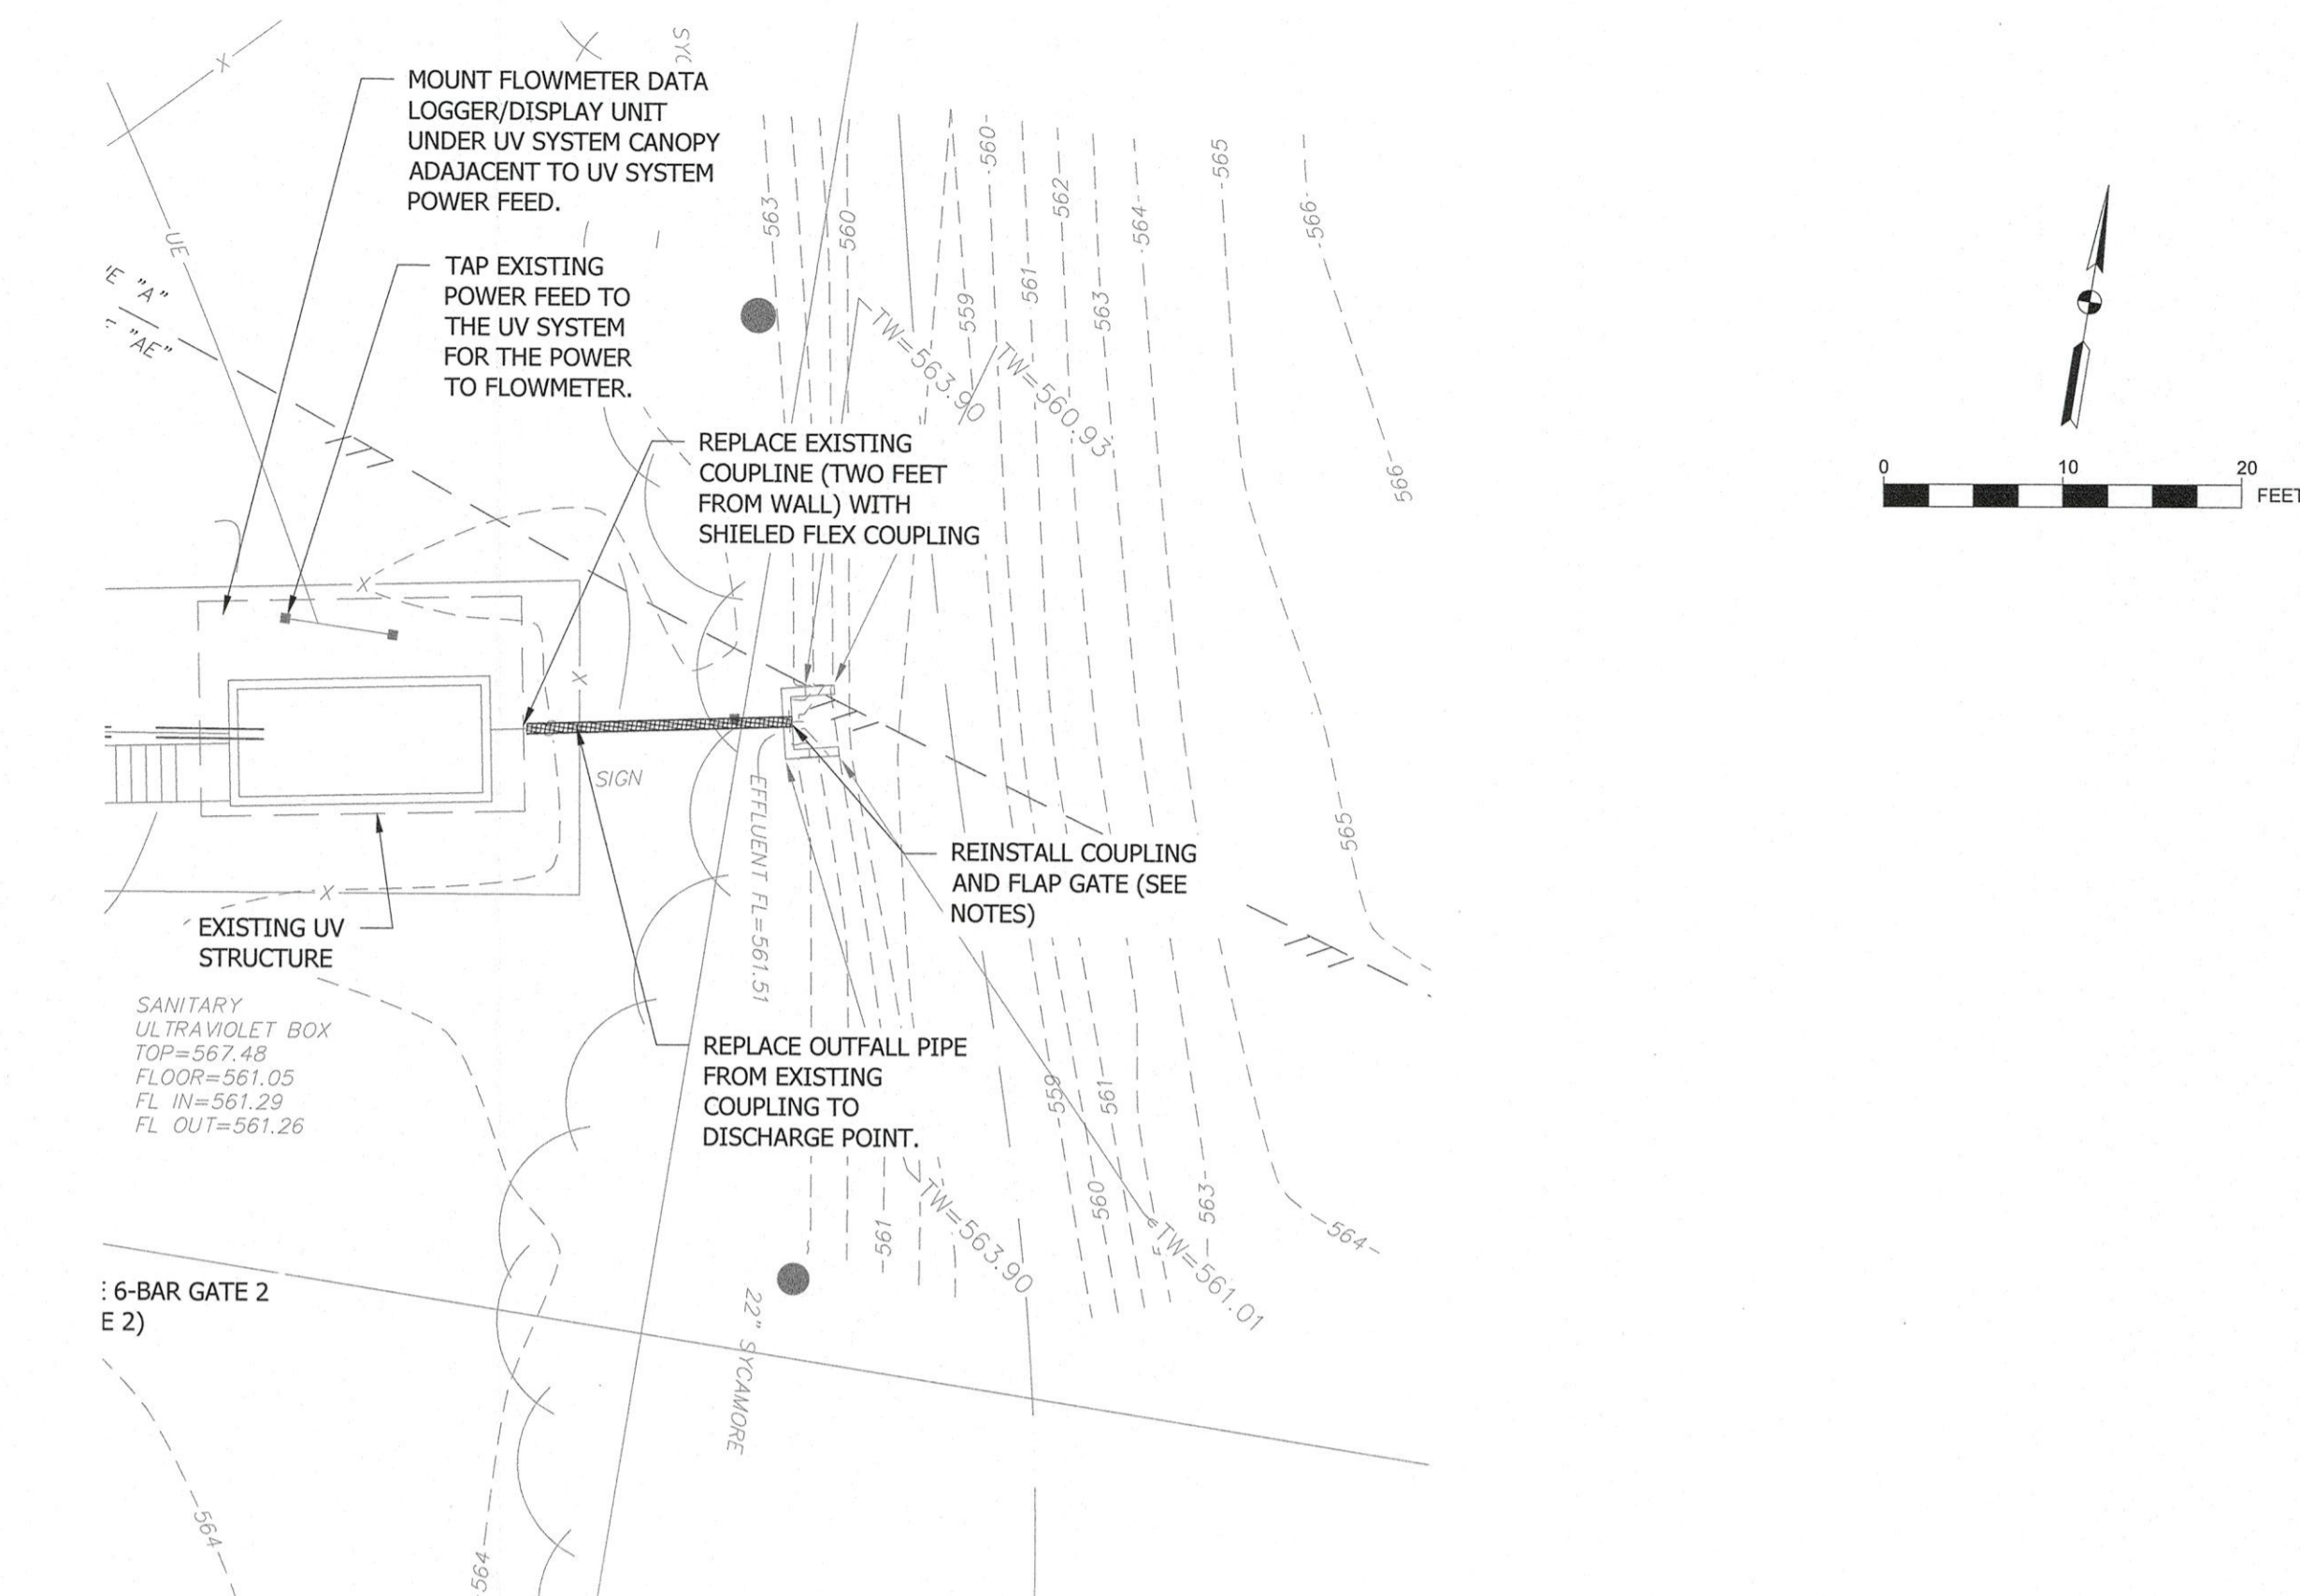 SYC
MOUNT FLOWMETER DATA
LOGGER/DISPLAY UNIT
UNDER UV SYSTEM CANOPY
ADAJACENT TO UV SYSTEM
POWER FEED.
TAP EXISTING
POWER FEED TO
THE UV SYSTEM
FOR THE POWER
TO FLOWMETER.
X
UE
"A"
"AE"
563
560
559
560
561
562
563
564
565
566
566
TW=563.90
TW=560.93
0 10 20
FEET
REPLACE EXISTING
COUPLINE (TWO FEET
FROM WALL) WITH
SHIELED FLEX COUPLING
X
X
SIGN
EFFLUENT FL=561.51
REINSTALL COUPLING
AND FLAP GATE (SEE
NOTES)
565
X
EXISTING UV
STRUCTURE
SANITARY
ULTRAVIOLET BOX
TOP=567.48
FLOOR=561.05
FL IN=561.29
FL OUT=561.26
REPLACE OUTFALL PIPE
FROM EXISTING
COUPLING TO
DISCHARGE POINT.
559
561
560
563
564
561
TW=563.90
TW=561.01
: 6-BAR GATE 2
E 2)
22" SYCAMORE
564
564